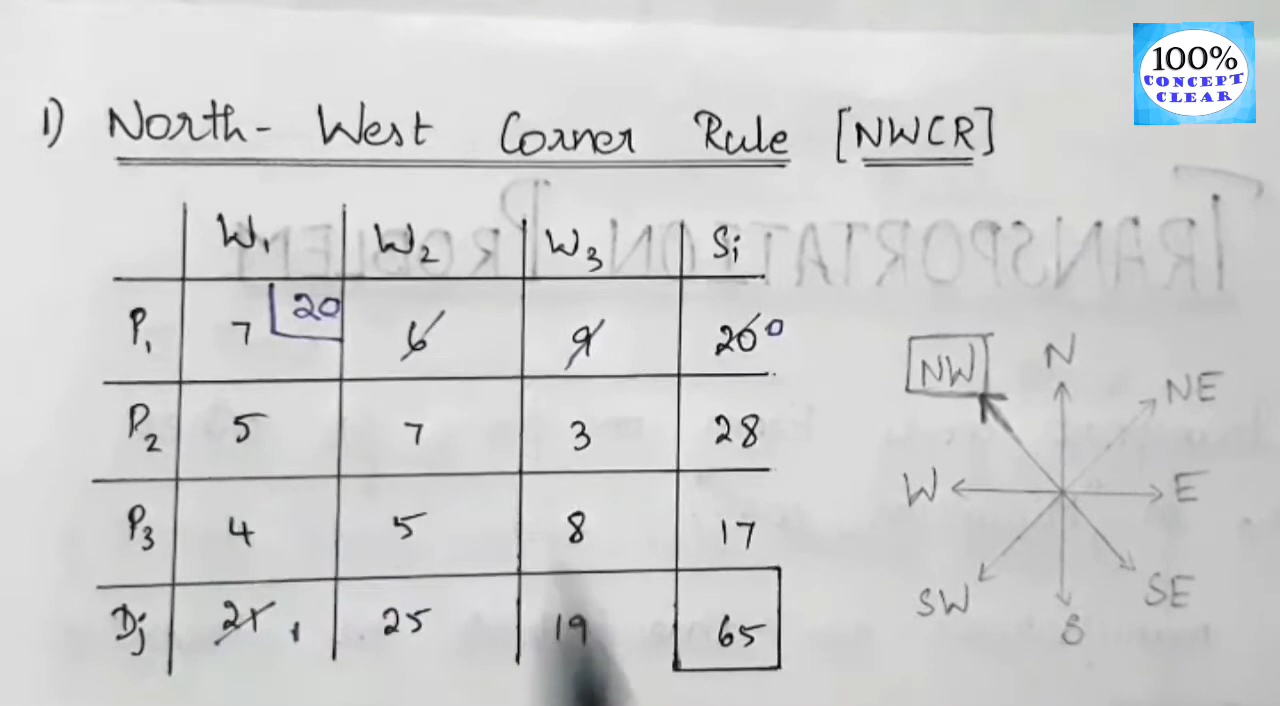 100%
CONCEPT
CLEAR
1) North-West Corner Rule [NWCR]
W1 W2 W3 Si
P1 7 20 6 9 20 0
P2 5 7 3 28
P3 4 5 8 17
Dj 21 1 25 19 65
NW N NE
W E
SW S SE
TRANSPORTATION PROBLEM